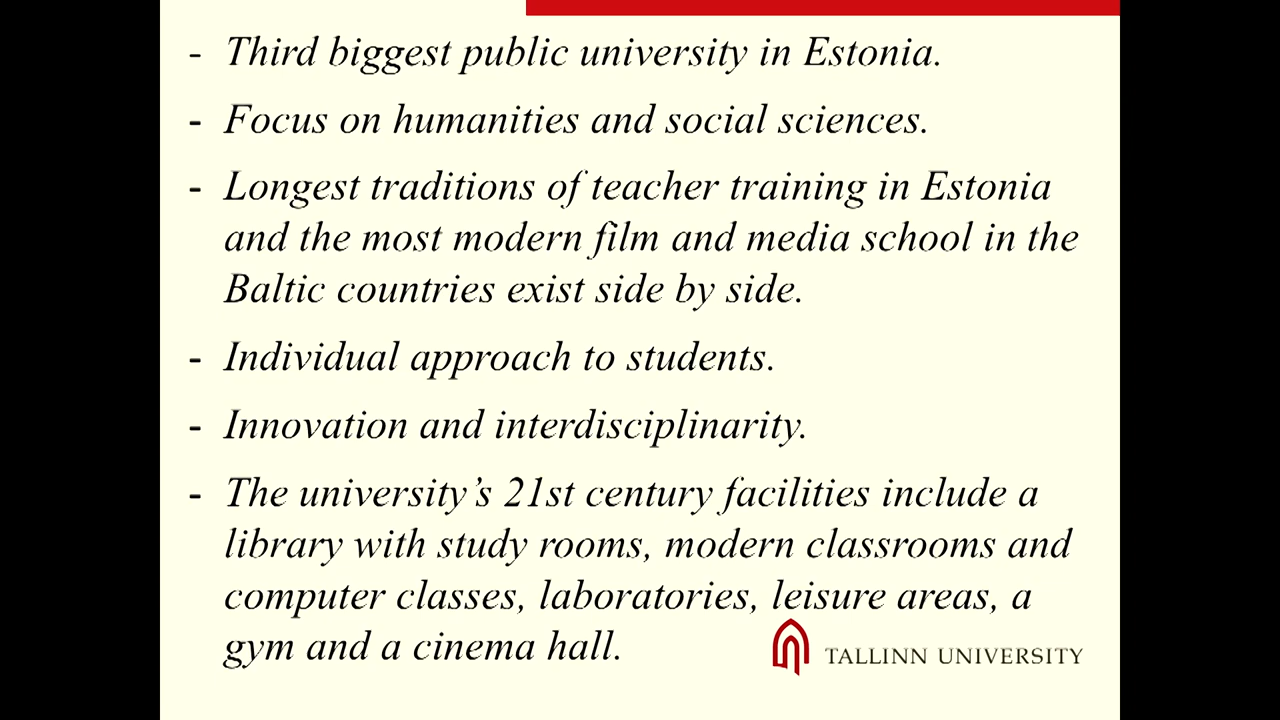 - Third biggest public university in Estonia.
- Focus on humanities and social sciences.
- Longest traditions of teacher training in Estonia
and the most modern film and media school in the
Baltic countries exist side by side.
- Individual approach to students.
- Innovation and interdisciplinarity.
- The university’s 21st century facilities include a
library with study rooms, modern classrooms and
computer classes, laboratories, leisure areas, a
gym and a cinema hall.
TALLINN UNIVERSITY